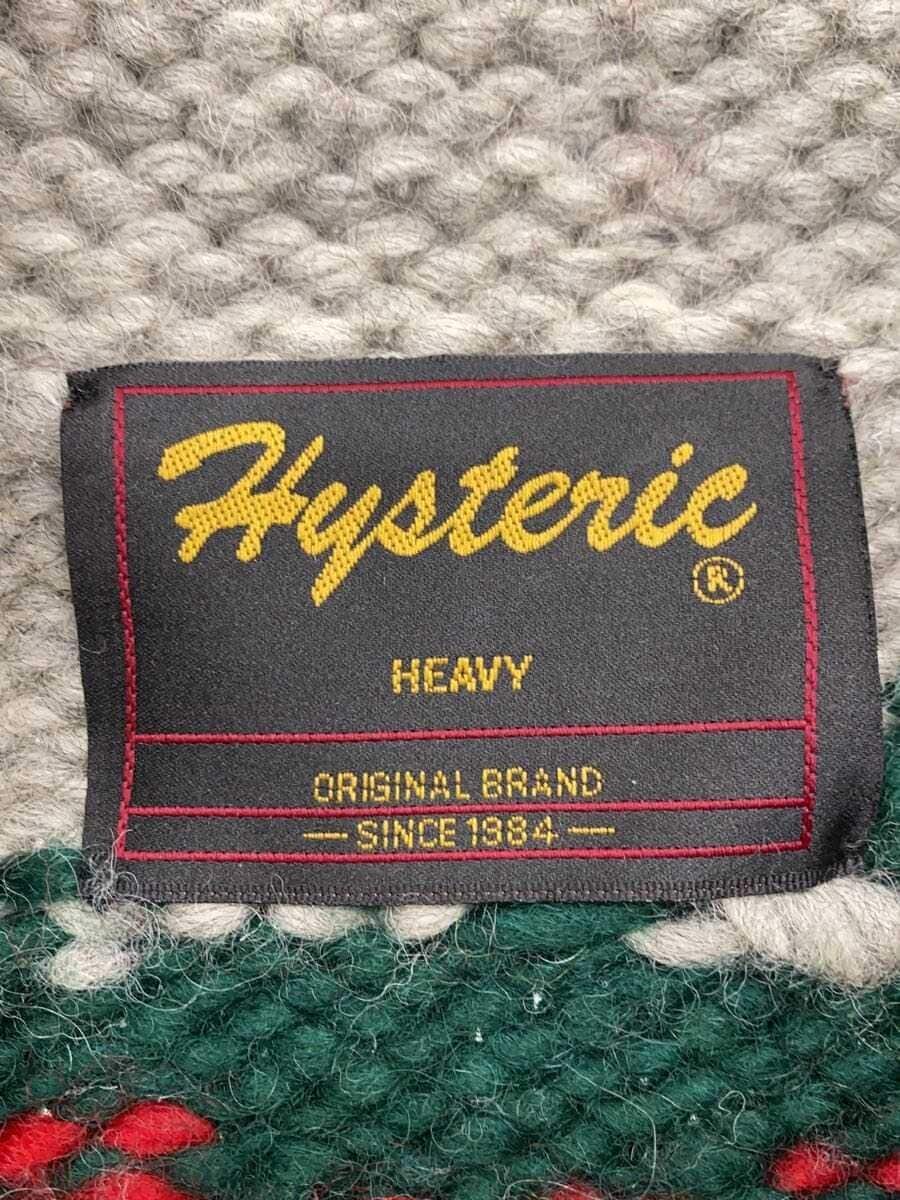 Hysteric
®
HEAVY
ORIGINAL BRAND
— SINCE 1984 —